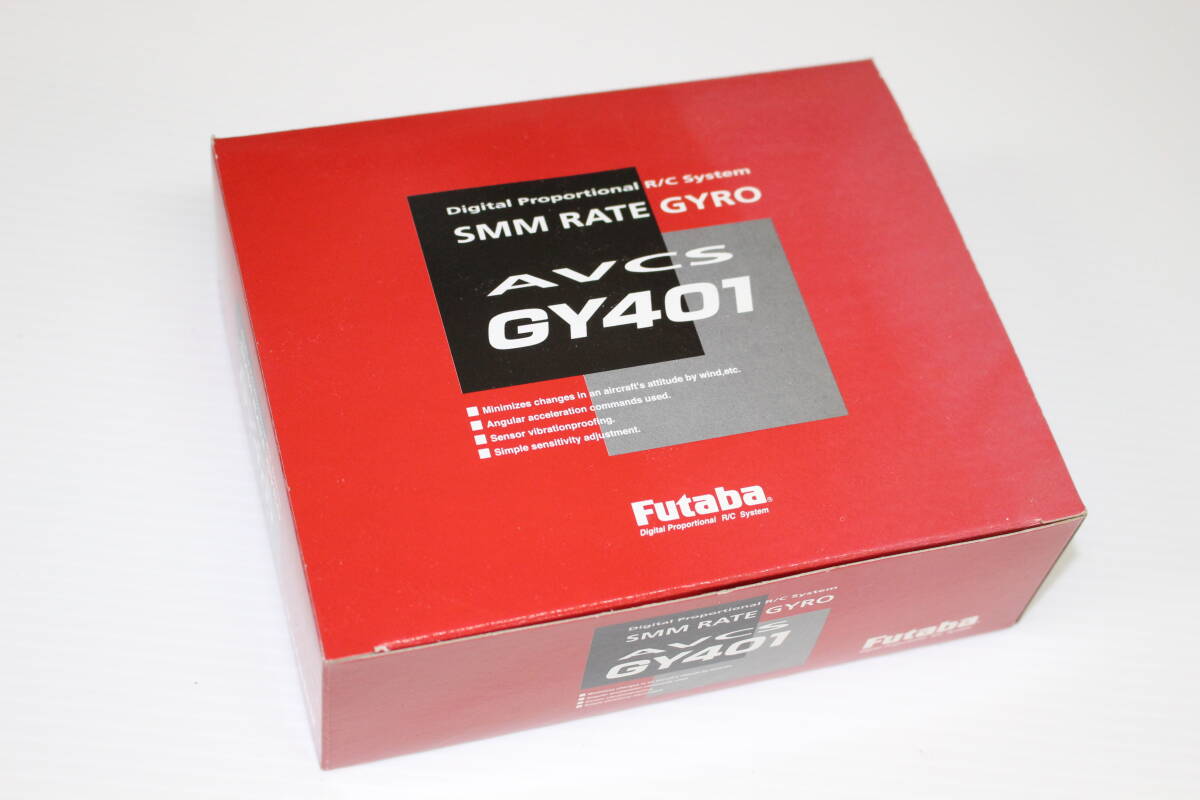 Digital Proportional R/C System
SMM RATE GYRO
AVCS
GY401
Minimizes changes in an aircraft's attitude by wind,etc.
Angular acceleration commands used.
Sensor vibrationproofing.
Simple sensitivity adjustment.
Futaba®
Digital Proportional R/C System
Digital Proportional R/C System
SMM RATE GYRO
AVCS
GY401
Futaba